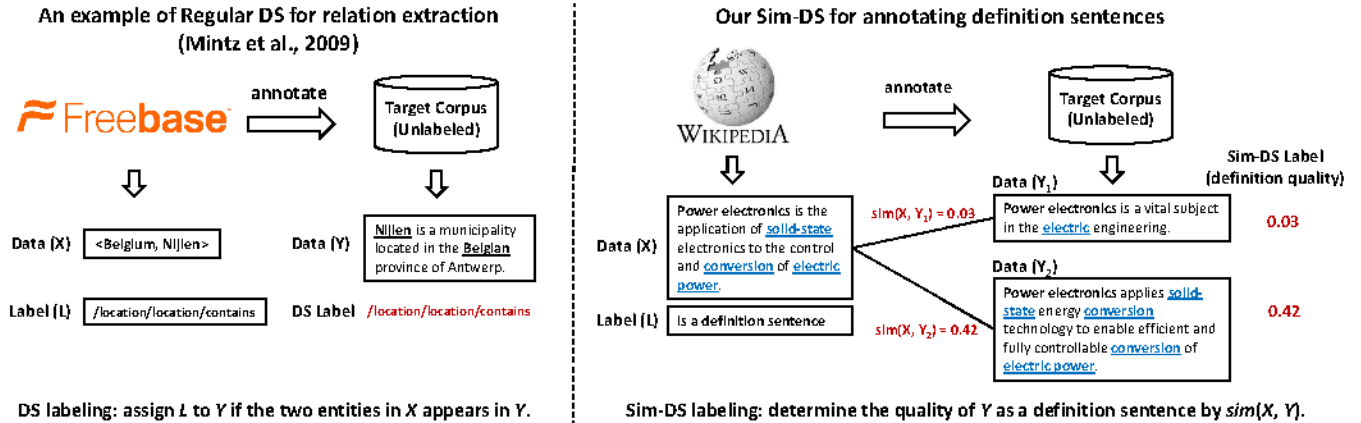 An example of Regular DS for relation extraction
(Mintz et al., 2009)
Freebase
annotate
Target Corpus
(Unlabeled)
Data (X)
<Belgium, Nijlen>
Data (Y)
Nijlen is a municipality
located in the Belgian
province of Antwerp.
Label (L)
/location/location/contains
DS Label
/location/location/contains
DS labeling: assign L to Y if the two entities in X appears in Y.
Our Sim-DS for annotating definition sentences
WIKIPEDIA
annotate
Target Corpus
(Unlabeled)
Sim-DS Label
(definition quality)
Data (X)
Power electronics is the
application of solid-state
electronics to the control
and conversion of electric
power.
Label (L)
is a definition sentence
sim(X, Y₁) = 0.03
Data (Y₁)
Power electronics is a vital subject
in the electric engineering.
0.03
sim(X, Y₂) = 0.42
Data (Y₂)
Power electronics applies solid-
state energy conversion
technology to enable efficient and
fully controllable conversion of
electric power.
0.42
Sim-DS labeling: determine the quality of Y as a definition sentence by sim(X, Y).